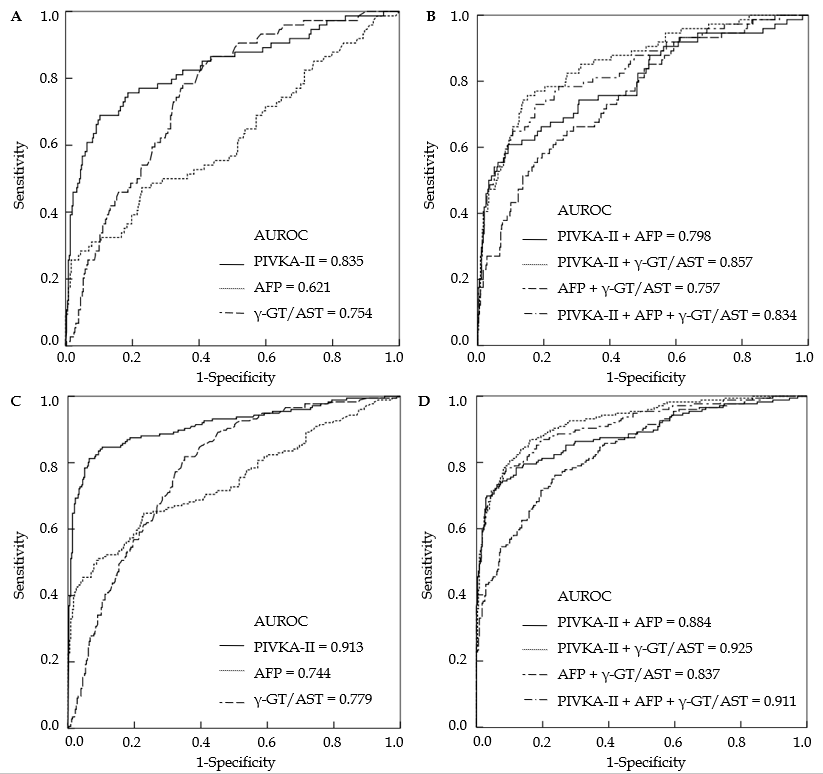 A
1.0
0.8
0.6
0.4
0.2
0.0
Sensitivity
AUROC
PIVKA-II = 0.835
AFP = 0.621
γ-GT/AST = 0.754
0.0 0.2 0.4 0.6 0.8 1.0
1-Specificity
B
1.0
0.8
0.6
0.4
0.2
0.0
Sensitivity
AUROC
PIVKA-II + AFP = 0.798
PIVKA-II + γ-GT/AST = 0.857
AFP + γ-GT/AST = 0.757
PIVKA-II + AFP + γ-GT/AST = 0.834
0.0 0.2 0.4 0.6 0.8 1.0
1-Specificity
C
1.0
0.8
0.6
0.4
0.2
0.0
Sensitivity
AUROC
PIVKA-II = 0.913
AFP = 0.744
γ-GT/AST = 0.779
0.0 0.2 0.4 0.6 0.8 1.0
1-Specificity
D
1.0
0.8
0.6
0.4
0.2
0.0
Sensitivity
AUROC
PIVKA-II + AFP = 0.884
PIVKA-II + γ-GT/AST = 0.925
AFP + γ-GT/AST = 0.837
PIVKA-II + AFP + γ-GT/AST = 0.911
0.0 0.2 0.4 0.6 0.8 1.0
1-Specificity